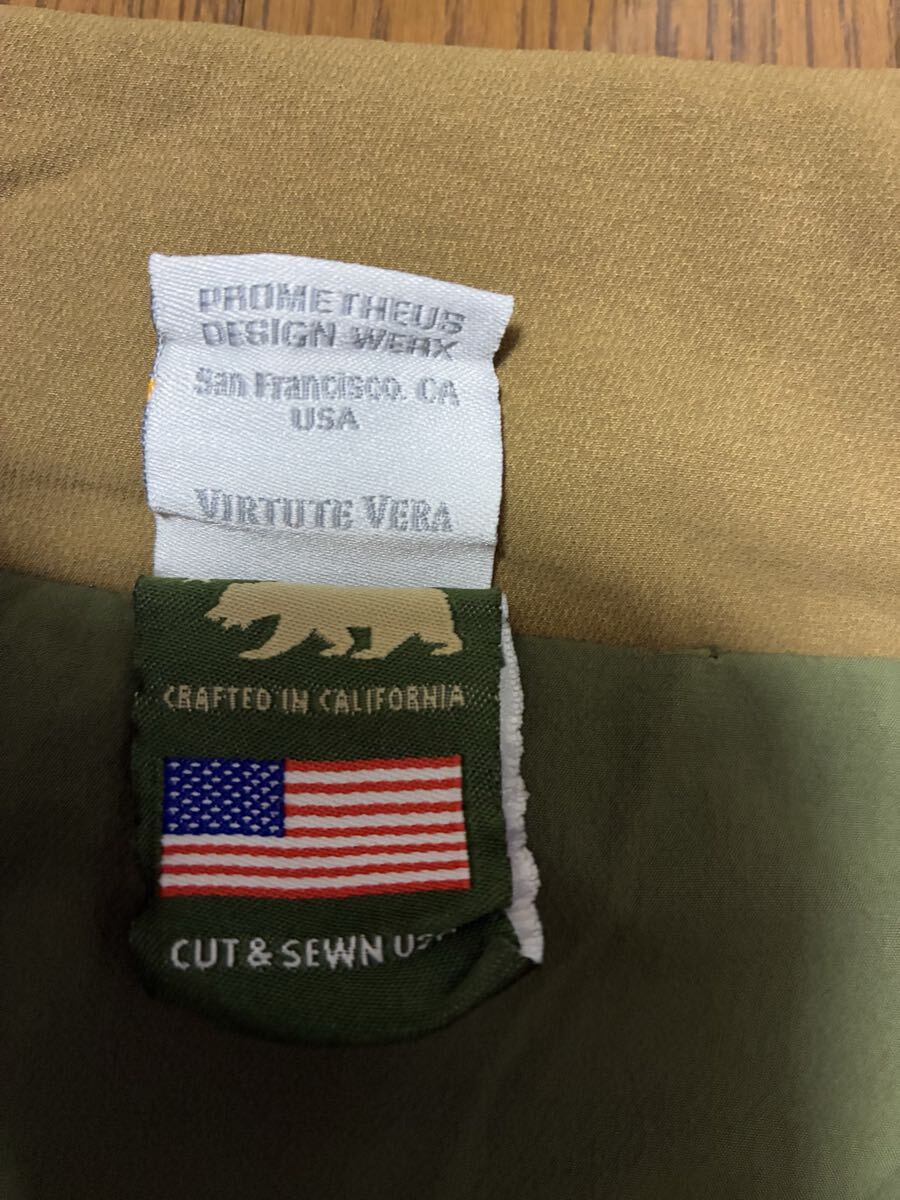 PROMETHEUS
DESIGN WERX
San Francisco, CA
USA
VIRTUTE VERA
CRAFTED IN CALIFORNIA
CUT & SEWN